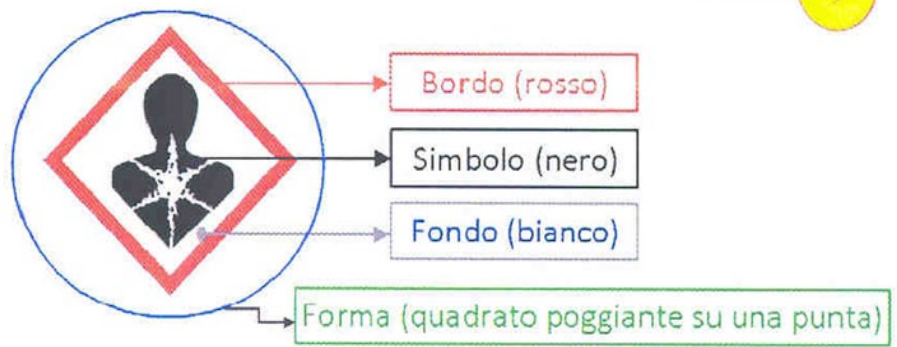 Bordo (rosso)
Simbolo (nero)
Fondo (bianco)
Forma (quadrato poggiante su una punta)